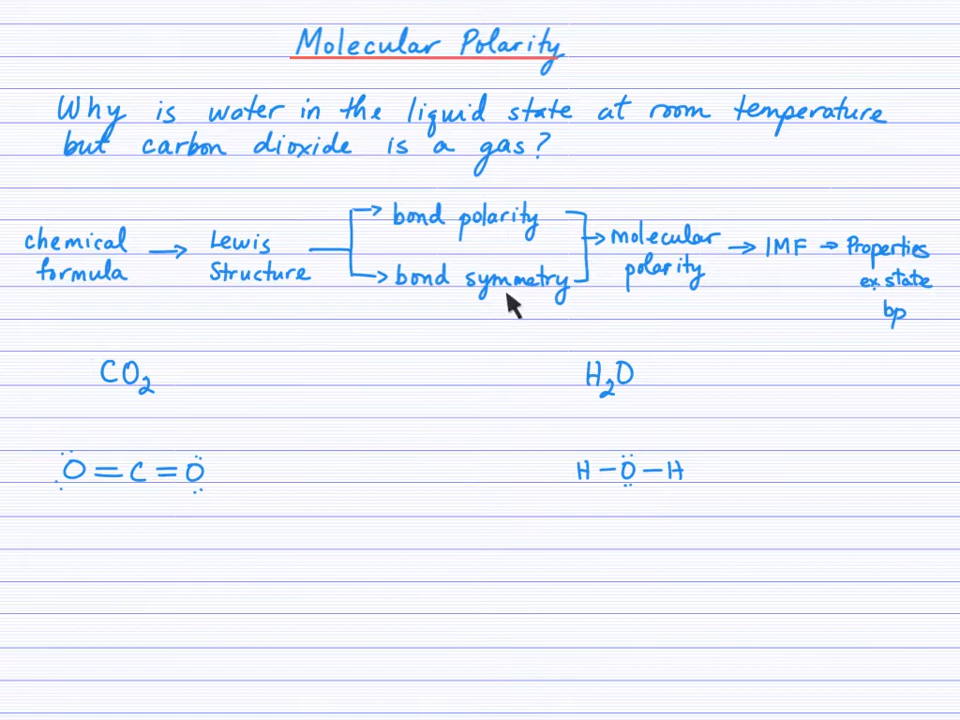 Molecular Polarity
Why is water in the liquid state at room temperature
but carbon dioxide is a gas?
chemical formula → Lewis Structure → bond polarity
→ bond symmetry → molecular polarity → IMF → Properties
ex. state
bp
CO2 H2O
O = C = O H - O - H